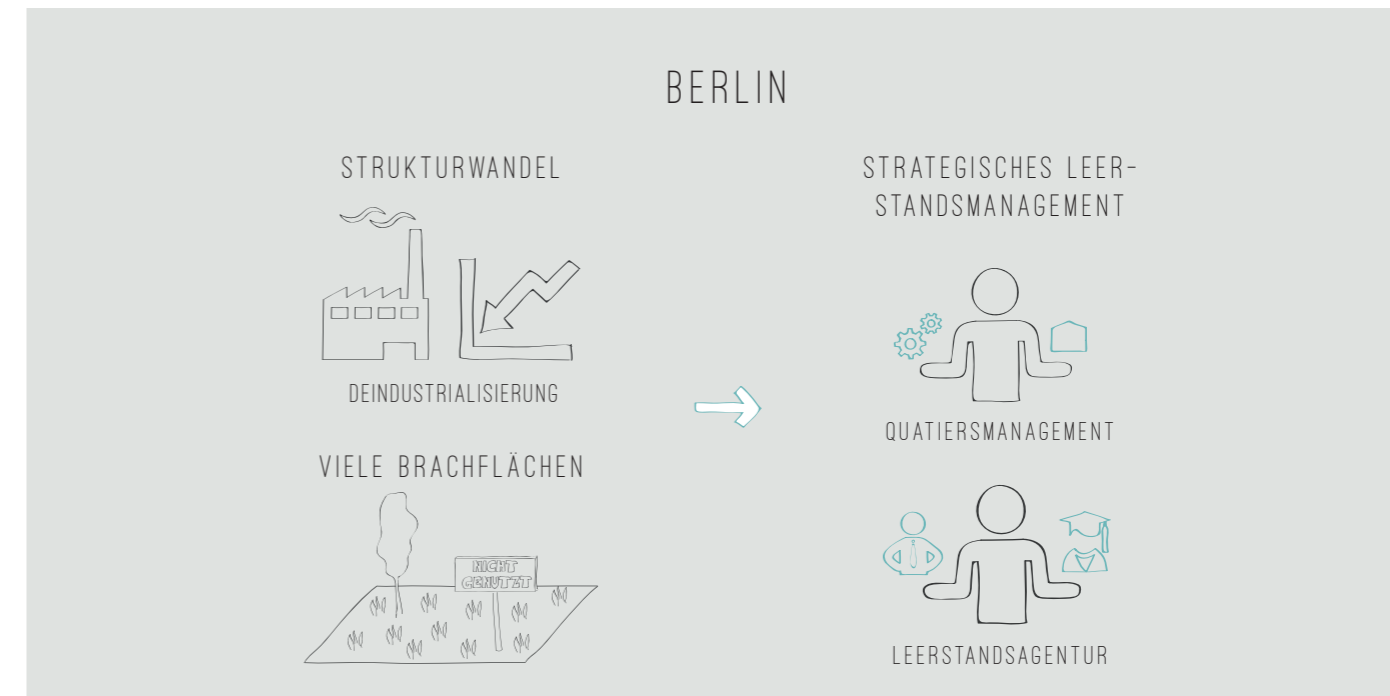 BERLIN
STRUKTURWANDEL
DEINDUSTRIALISIERUNG
VIELE BRACHFLÄCHEN
NICHT
GENUTZT
STRATEGISCHES LEER-
STANDSMANAGEMENT
QUATIERSMANAGEMENT
LEERSTANDSAGENTUR